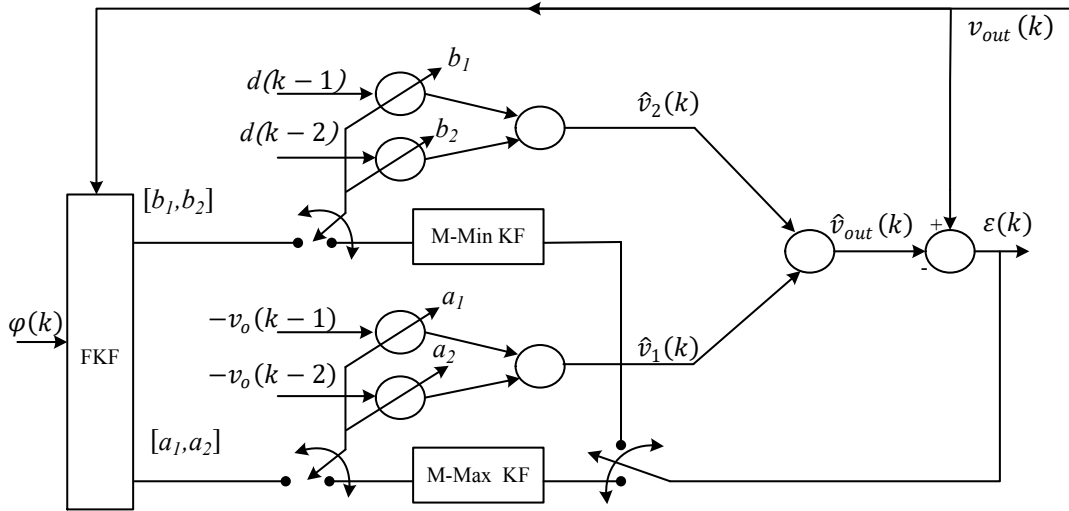 v_out (k)
d(k − 1)
b_1
d(k − 2)
b_2
v̂_2(k)
[b_1,b_2]
M-Min KF
v̂_out (k)
+
-
ε(k)
φ(k)
FKF
−v_o(k − 1)
a_1
−v_o(k − 2)
a_2
v̂_1(k)
[a_1,a_2]
M-Max KF